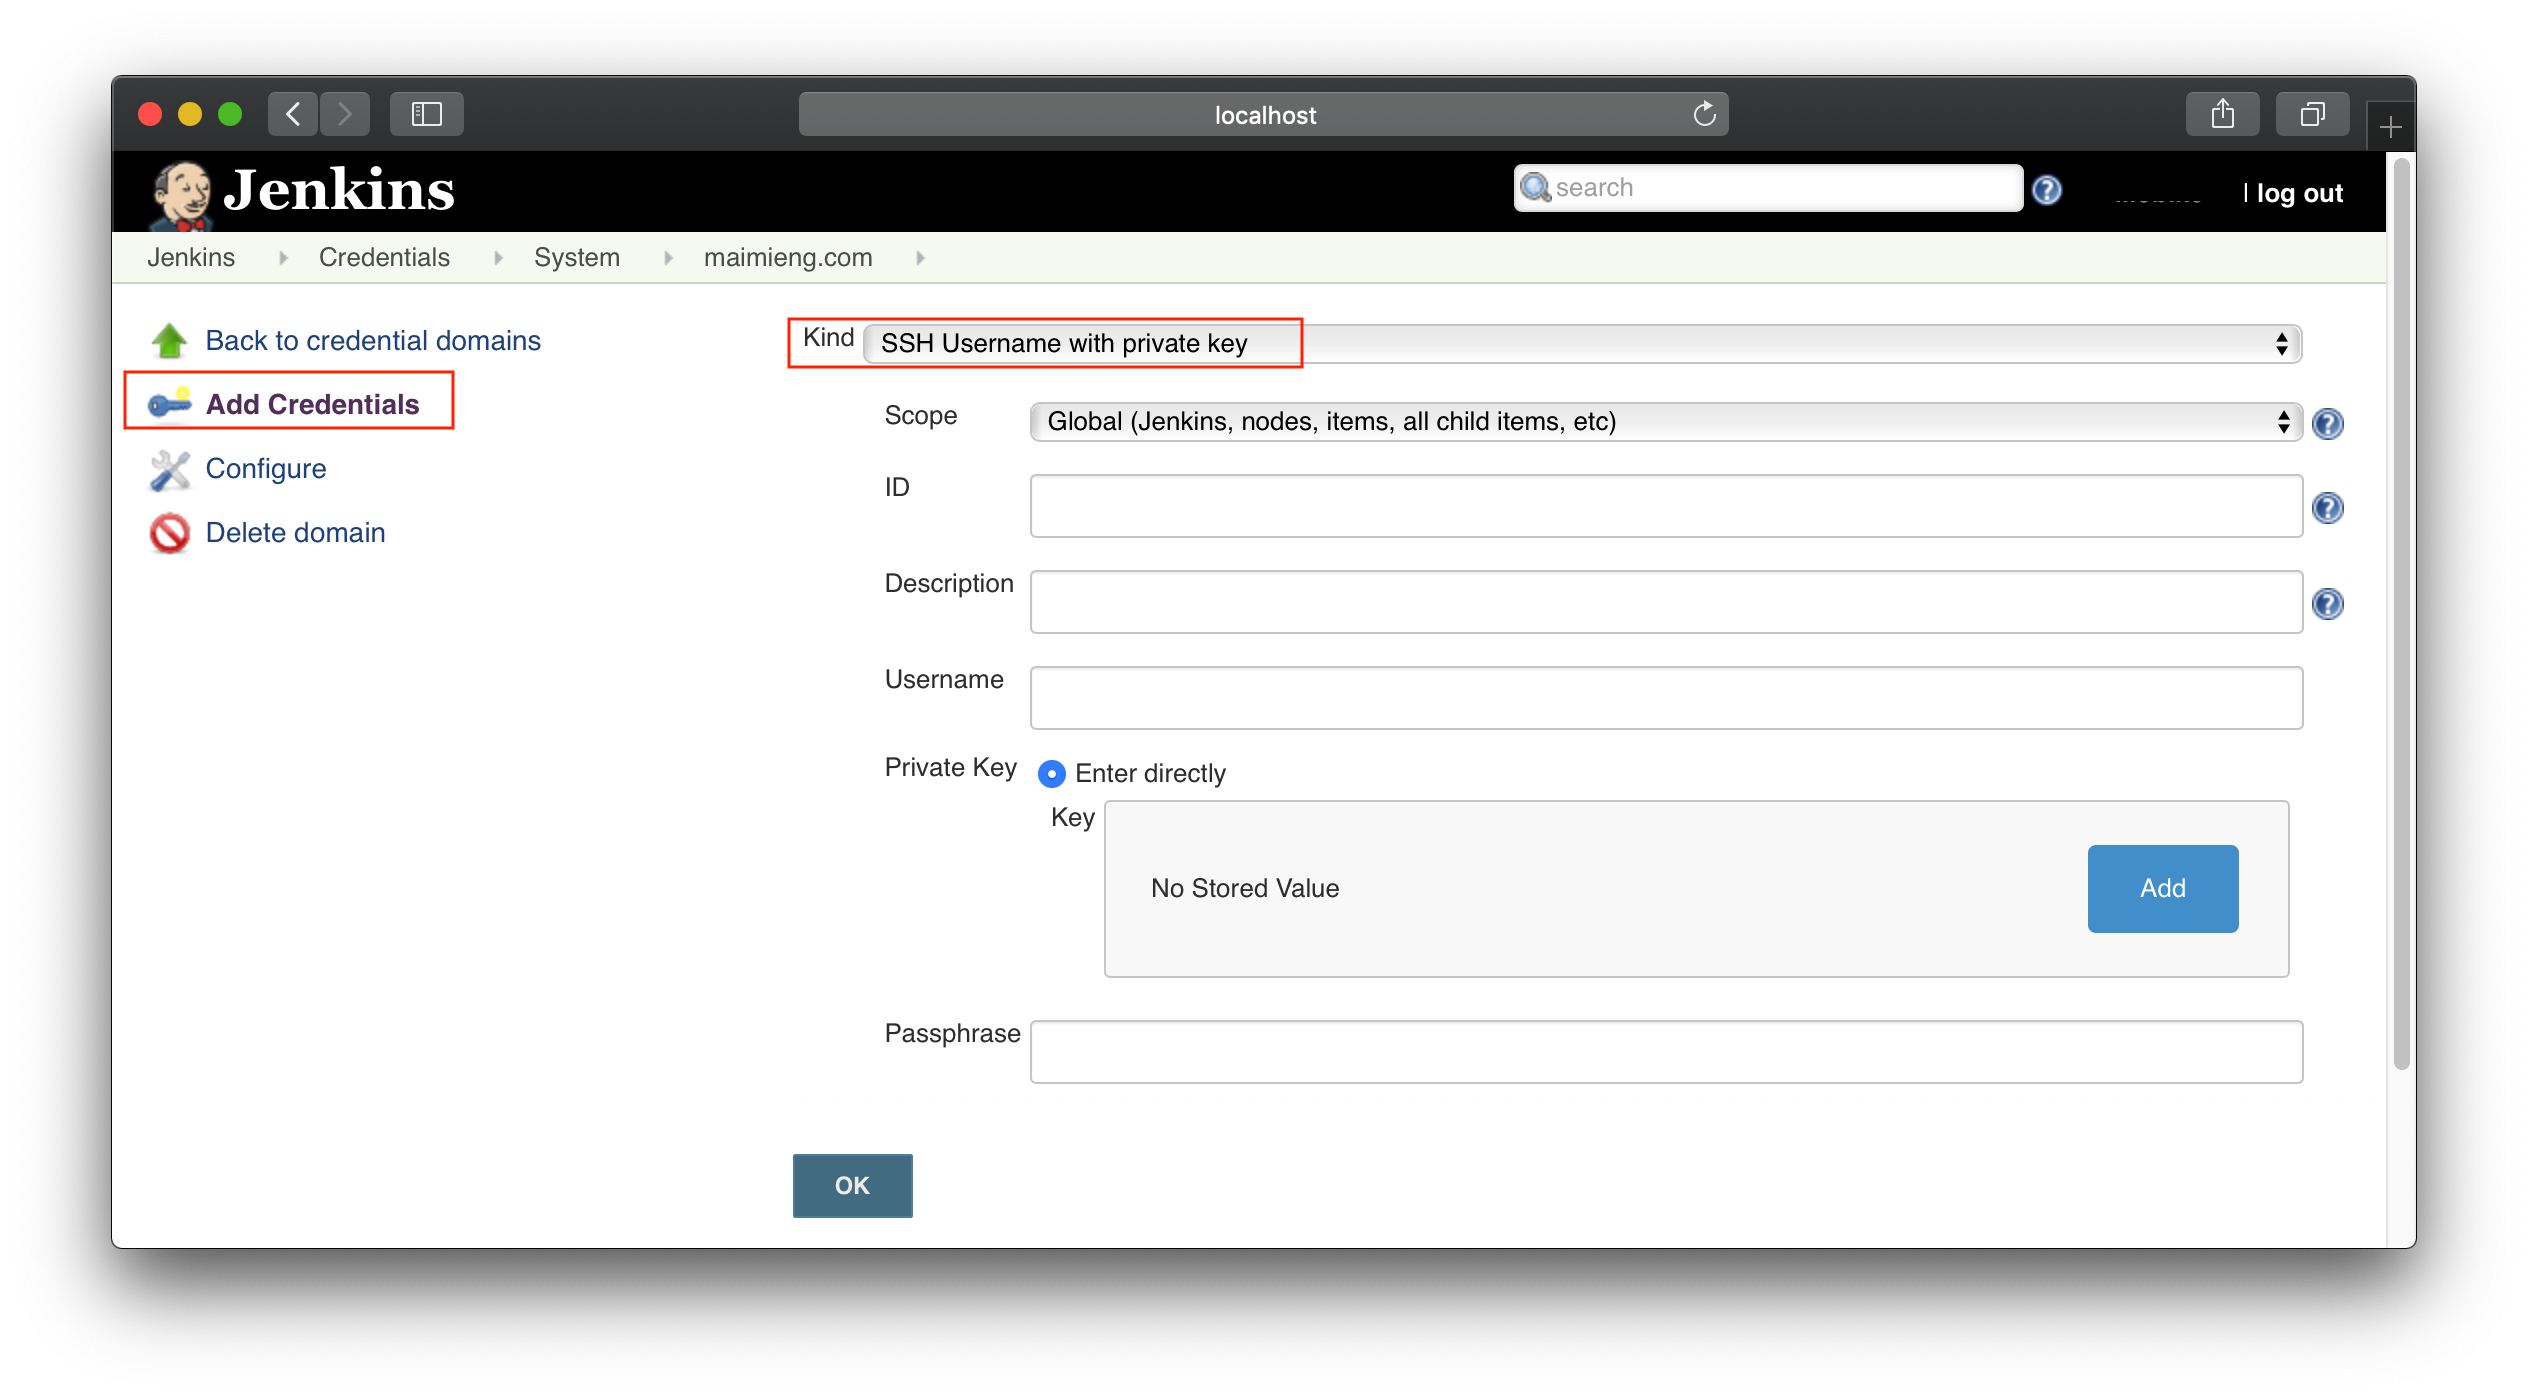 localhost
Jenkins
search
| log out
Jenkins Credentials System maimieng.com
Back to credential domains
Add Credentials
Configure
Delete domain
Kind SSH Username with private key
Scope Global (Jenkins, nodes, items, all child items, etc)
ID
Description
Username
Private Key Enter directly
Key
No Stored Value Add
Passphrase
OK